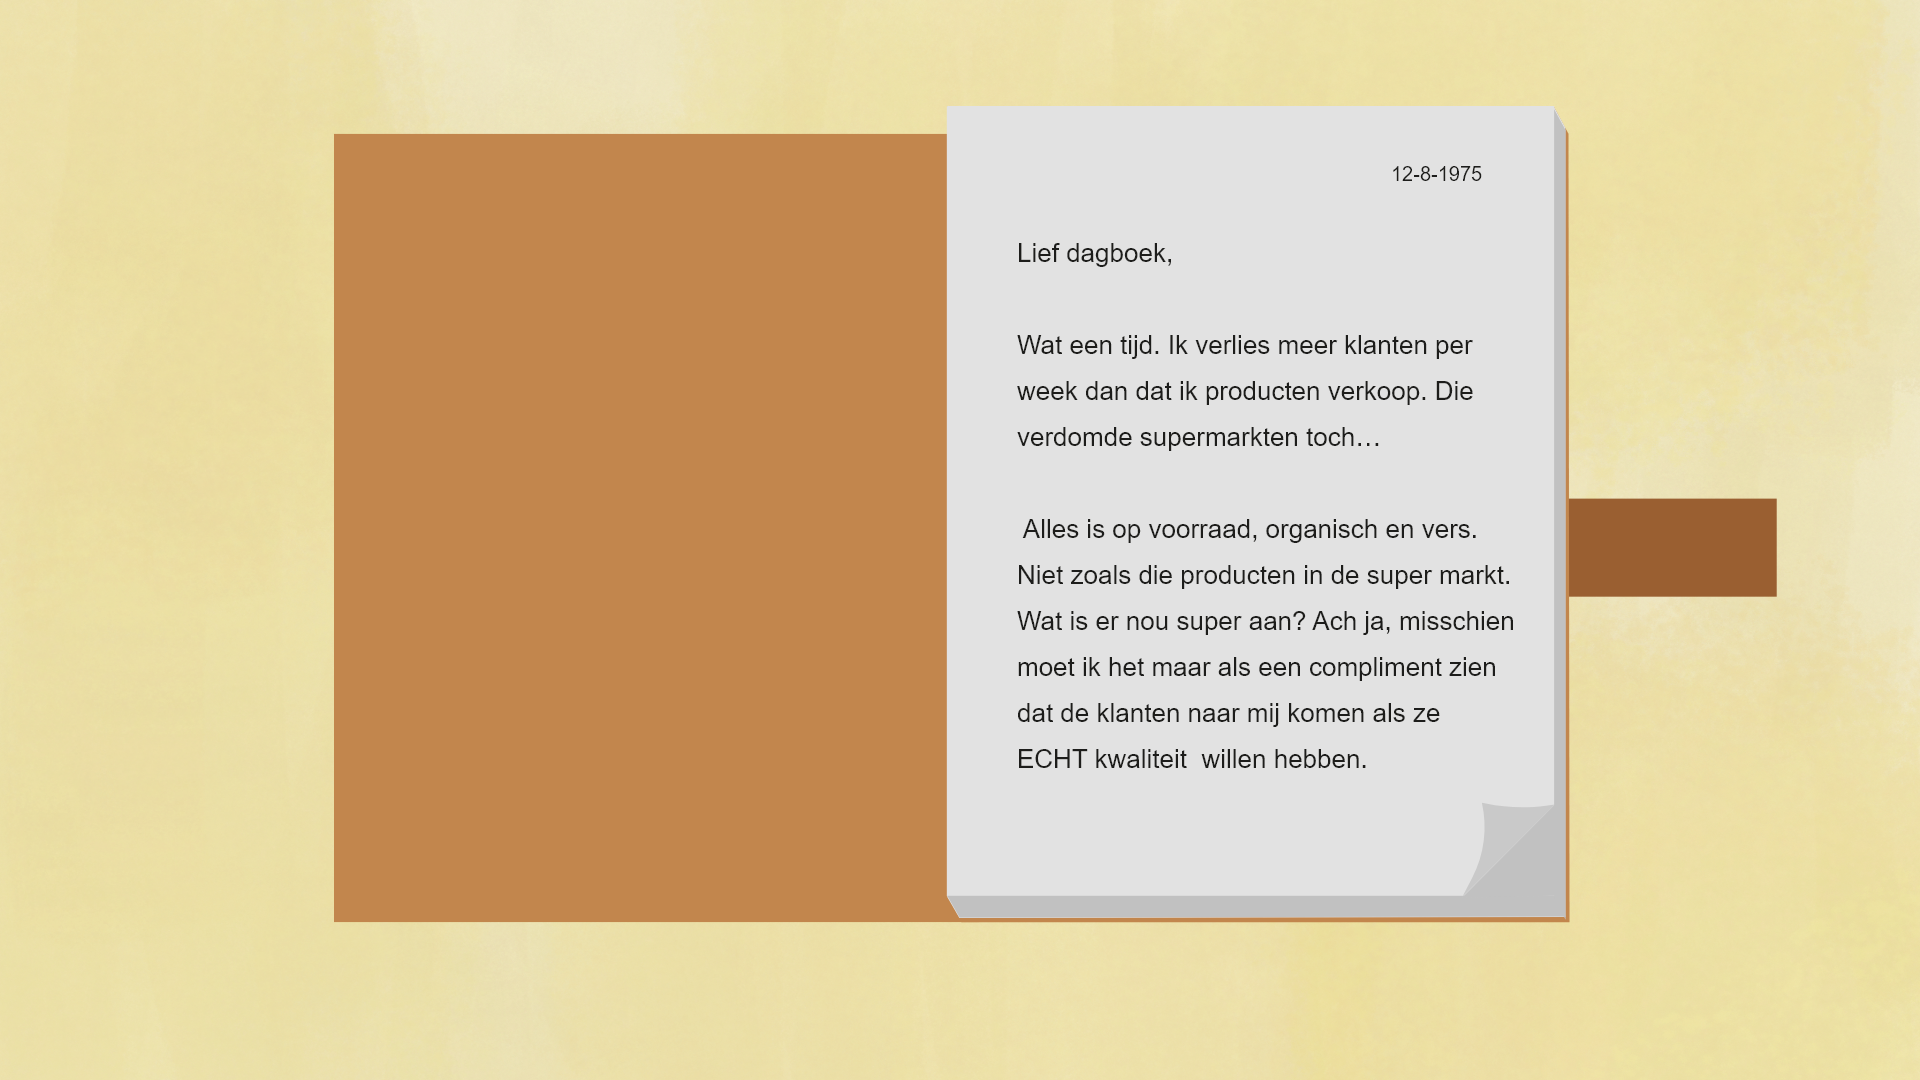 12-8-1975
Lief dagboek,
Wat een tijd. Ik verlies meer klanten per
week dan dat ik producten verkoop. Die
verdomde supermarkten toch…
Alles is op voorraad, organisch en vers.
Niet zoals die producten in de super markt.
Wat is er nou super aan? Ach ja, misschien
moet ik het maar als een compliment zien
dat de klanten naar mij komen als ze
ECHT kwaliteit  willen hebben.